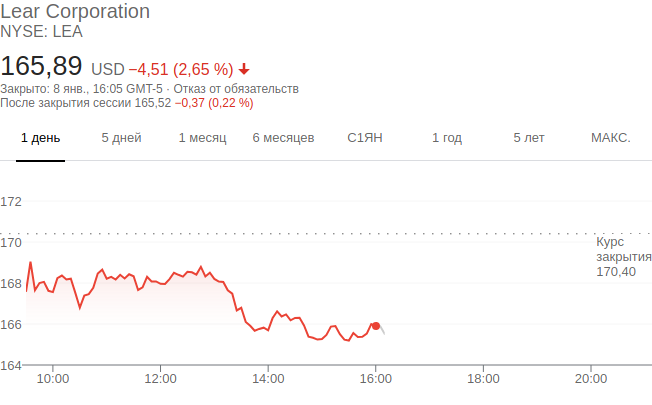 Lear Corporation
NYSE: LEA
165,89 USD −4,51 (2,65 %)
Закрыто: 8 янв., 16:05 GMT-5 · Отказ от обязательств
После закрытия сессии 165,52 −0,37 (0,22 %)
1 день 5 дней 1 месяц 6 месяцев С1ЯН 1 год 5 лет МАКС.
172
170
168
166
164
Курс
закрытия
170,40
10:00 12:00 14:00 16:00 18:00 20:00